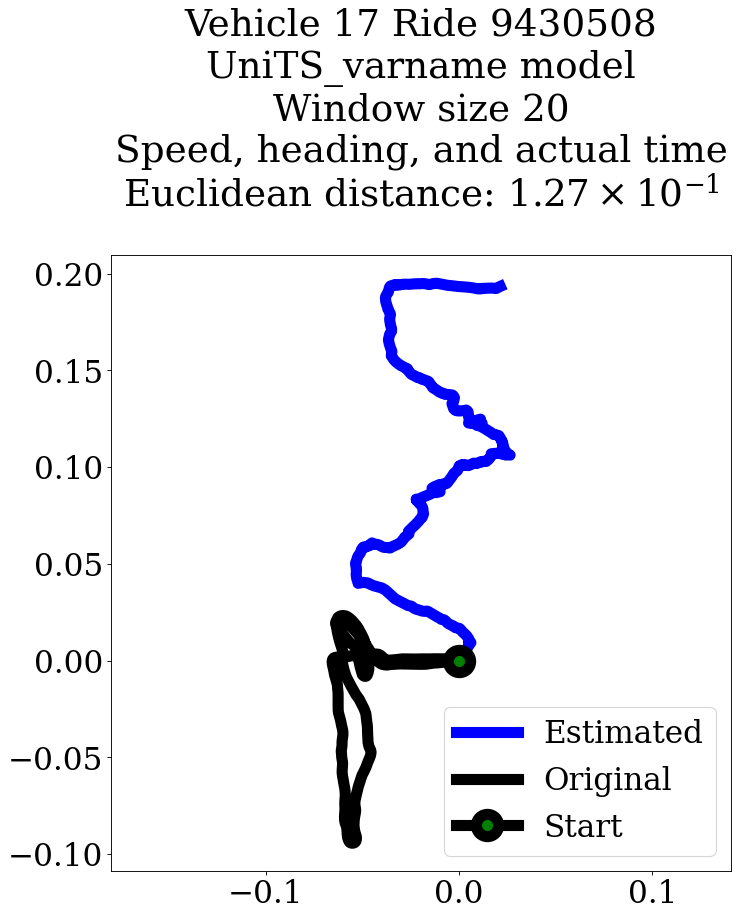 Vehicle 17 Ride 9430508
UniTS_varname model
Window size 20
Speed, heading, and actual time
Euclidean distance: 1.27 × 10⁻¹
0.20
0.15
0.10
0.05
0.00
−0.05
−0.10
Estimated
Original
Start
−0.1
0.0
0.1